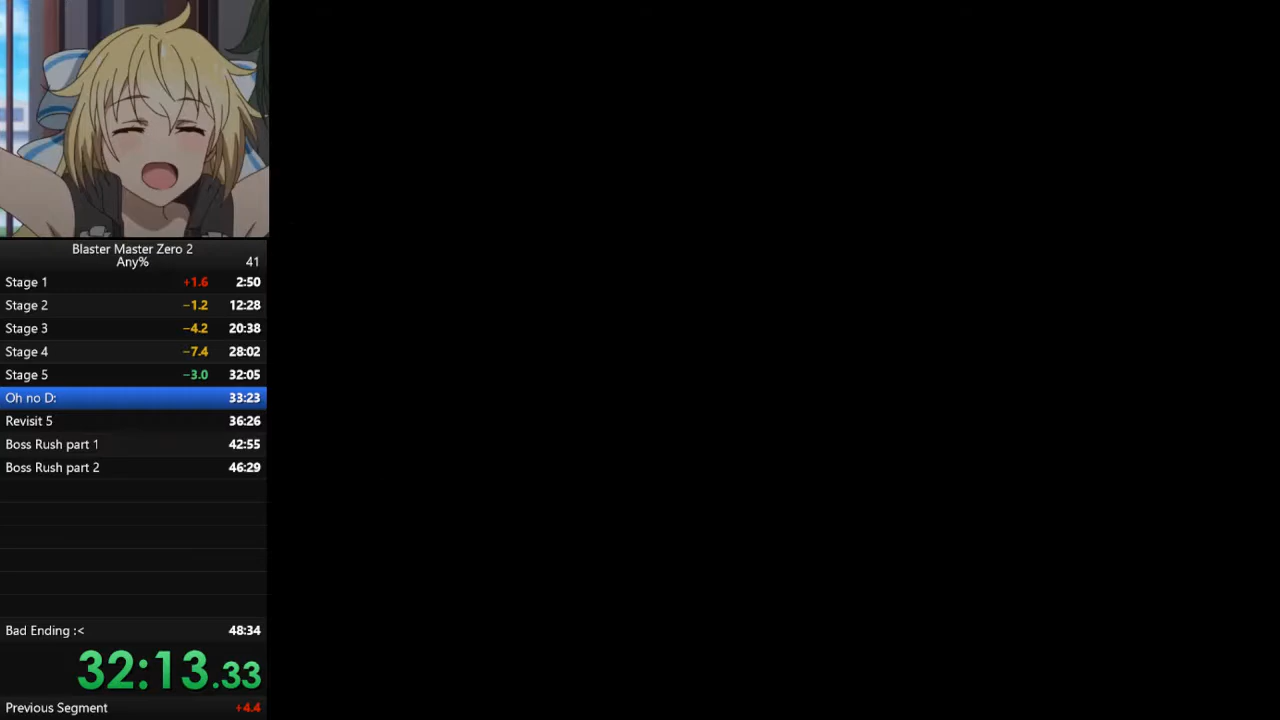 Blaster Master Zero 2
Any% 41
Stage 1 +1.6 2:50
Stage 2 −1.2 12:28
Stage 3 −4.2 20:38
Stage 4 −7.4 28:02
Stage 5 −3.0 32:05
Oh no D: 33:23
Revisit 5 36:26
Boss Rush part 1 42:55
Boss Rush part 2 46:29
Bad Ending :< 48:34
32:13.33
Previous Segment +4.4